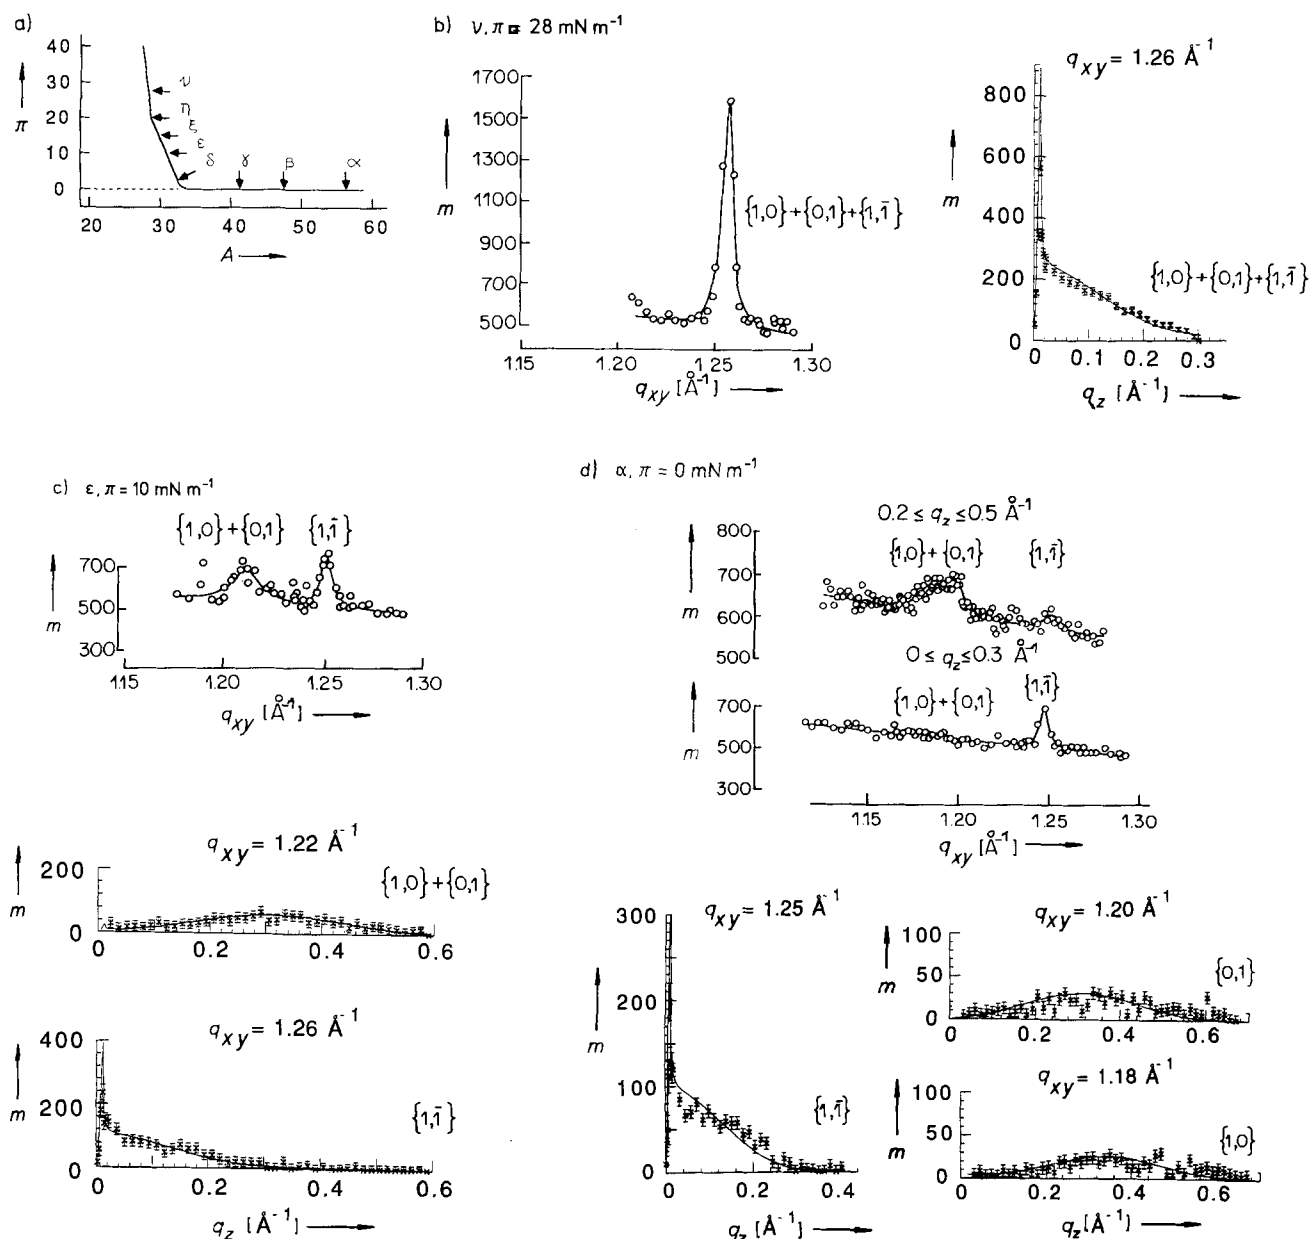 a)
40
30
20
10
0
π
ν
η
ξ
ε
δ
γ
β
α
20 30 40 50 60
A
b) ν, π = 28 mN m⁻¹
1700
1500
1300
1100
900
700
500
m
{1,0}+{0,1}+{1,1̄}
1.15 1.20 1.25 1.30
q_xy [Å⁻¹]
q_xy = 1.26 Å⁻¹
800
600
400
200
0
m
{1,0}+{0,1}+{1,1̄}
0 0.1 0.2 0.3
q_z [Å⁻¹]
c) ε, π = 10 mN m⁻¹
{1,0}+{0,1} {1,1̄}
700
500
300
m
1.15 1.20 1.25 1.30
q_xy [Å⁻¹]
q_xy = 1.22 Å⁻¹
200
0
m
{1,0}+{0,1}
0 0.2 0.4 0.6
q_xy = 1.26 Å⁻¹
400
200
0
m
{1,1̄}
0 0.2 0.4 0.6
q_z [Å⁻¹]
d) α, π = 0 mN m⁻¹
0.2 ≤ q_z ≤ 0.5 Å⁻¹
{1,0}+{0,1} {1,1̄}
800
700
600
500
m
0 ≤ q_z ≤ 0.3 Å⁻¹
{1,0}+{0,1} {1,1̄}
700
500
300
m
1.15 1.20 1.25 1.30
q_xy [Å⁻¹]
q_xy = 1.25 Å⁻¹
300
200
100
0
m
{1,1̄}
0 0.2 0.4
q_z [Å⁻¹]
q_xy = 1.20 Å⁻¹
100
50
0
m
{0,1}
0 0.2 0.4 0.6
q_xy = 1.18 Å⁻¹
100
50
0
m
{1,0}
0 0.2 0.4 0.6
q_z [Å⁻¹]